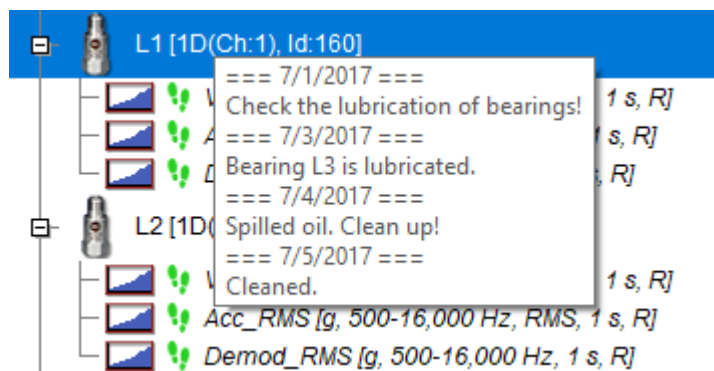 L1 [1D(Ch:1), Id:160]
=== 7/1/2017 ===
Check the lubrication of bearings!
=== 7/3/2017 ===
Bearing L3 is lubricated.
=== 7/4/2017 ===
Spilled oil. Clean up!
=== 7/5/2017 ===
Cleaned.
1 s, R]
s, R]
, R]
L2 [1D(
1 s, R]
Acc_RMS [g, 500-16,000 Hz, RMS, 1 s, R]
Demod_RMS [g, 500-16,000 Hz, 1 s, R]